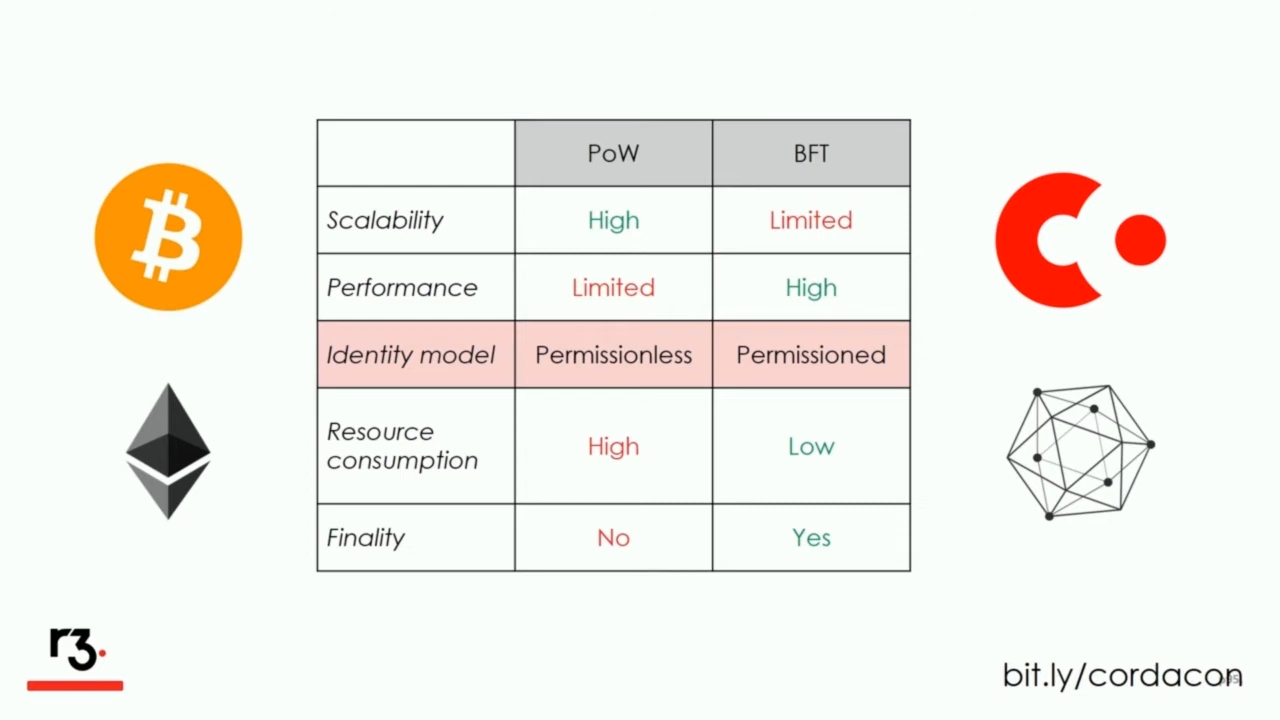 PoW BFT
Scalability High Limited
Performance Limited High
Identity model Permissionless Permissioned
Resource
consumption High Low
Finality No Yes
r3.
bit.ly/cordacon